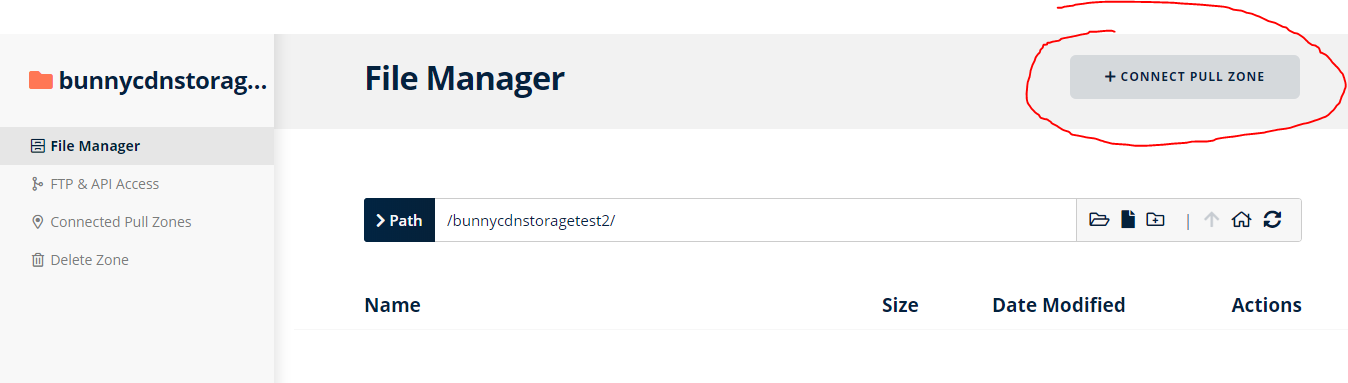 bunnycdnstorag...
File Manager
FTP & API Access
Connected Pull Zones
Delete Zone
File Manager
+ CONNECT PULL ZONE
Path /bunnycdnstoragetest2/
Name Size Date Modified Actions